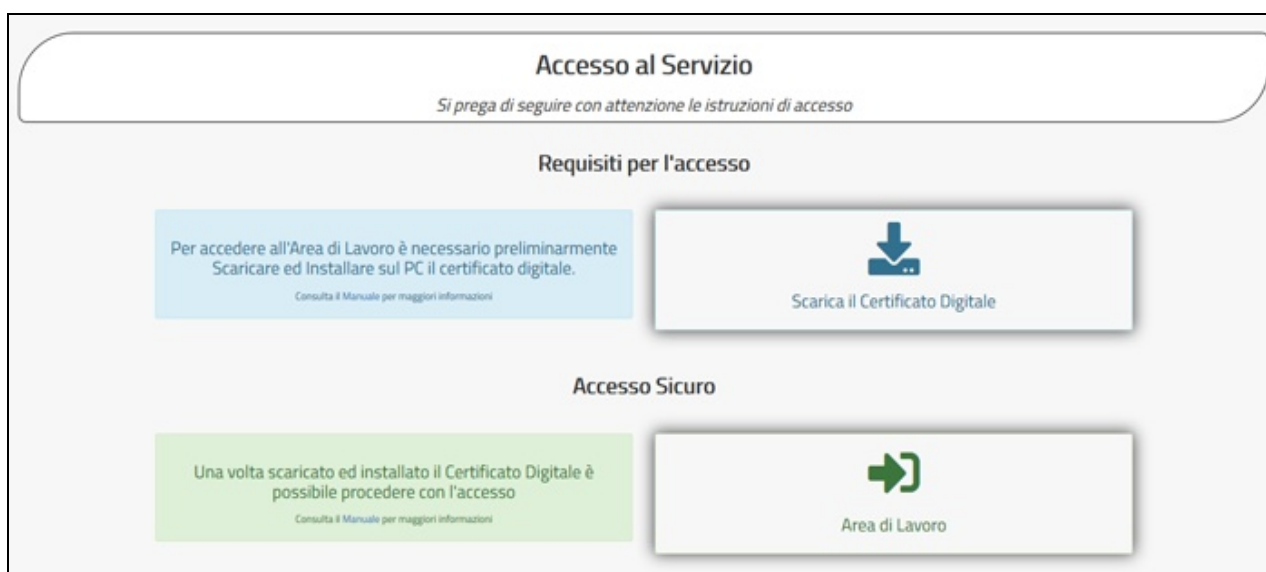 Accesso al Servizio
Si prega di seguire con attenzione le istruzioni di accesso
Requisiti per l'accesso
Per accedere all'Area di Lavoro è necessario preliminarmente
Scaricare ed Installare sul PC il certificato digitale.
Consulta il Manuale per maggiori informazioni
Scarica il Certificato Digitale
Accesso Sicuro
Una volta scaricato ed installato il Certificato Digitale è
possibile procedere con l'accesso
Consulta il Manuale per maggiori informazioni
Area di Lavoro